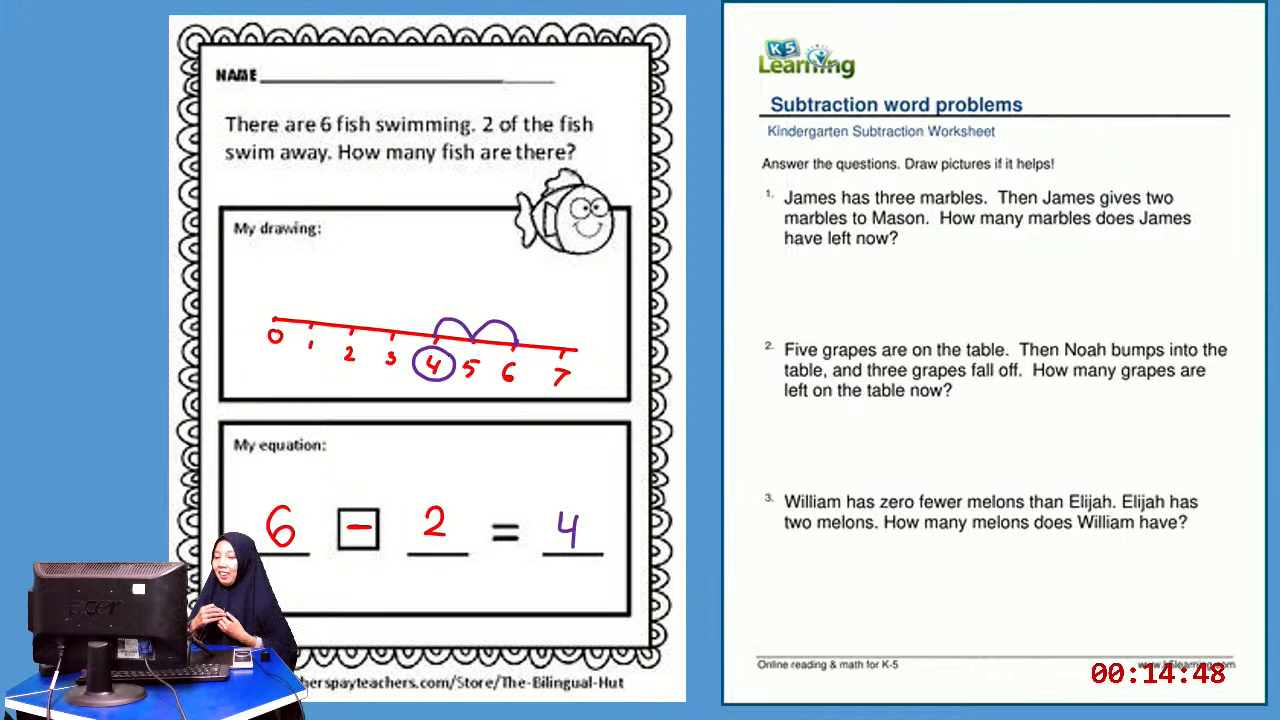 NAME
There are 6 fish swimming. 2 of the fish
swim away. How many fish are there?
My drawing:
0 1 2 3 4 5 6 7
My equation:
6 - 2 = 4
acer
herspayteachers.com/Store/The-Bilingual-Hut
K5
Learning
Subtraction word problems
Kindergarten Subtraction Worksheet
Answer the questions. Draw pictures if it helps!
1. James has three marbles. Then James gives two
marbles to Mason. How many marbles does James
have left now?
2. Five grapes are on the table. Then Noah bumps into the
table, and three grapes fall off. How many grapes are
left on the table now?
3. William has zero fewer melons than Elijah. Elijah has
two melons. How many melons does William have?
Online reading & math for K-5
www.k5learning.com
00:14:48